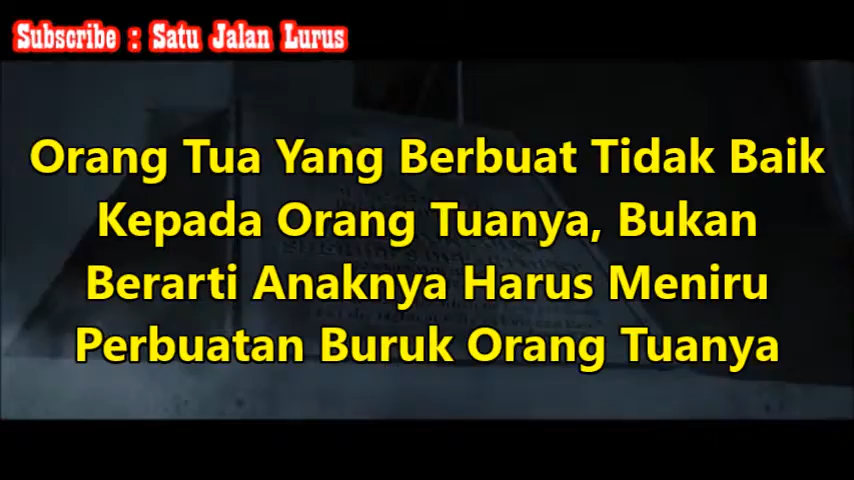 Subscribe : Satu Jalan Lurus
Orang Tua Yang Berbuat Tidak Baik
Kepada Orang Tuanya, Bukan
Berarti Anaknya Harus Meniru
Perbuatan Buruk Orang Tuanya